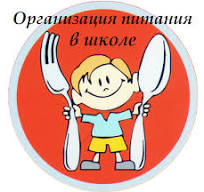 Организация питания
в школе